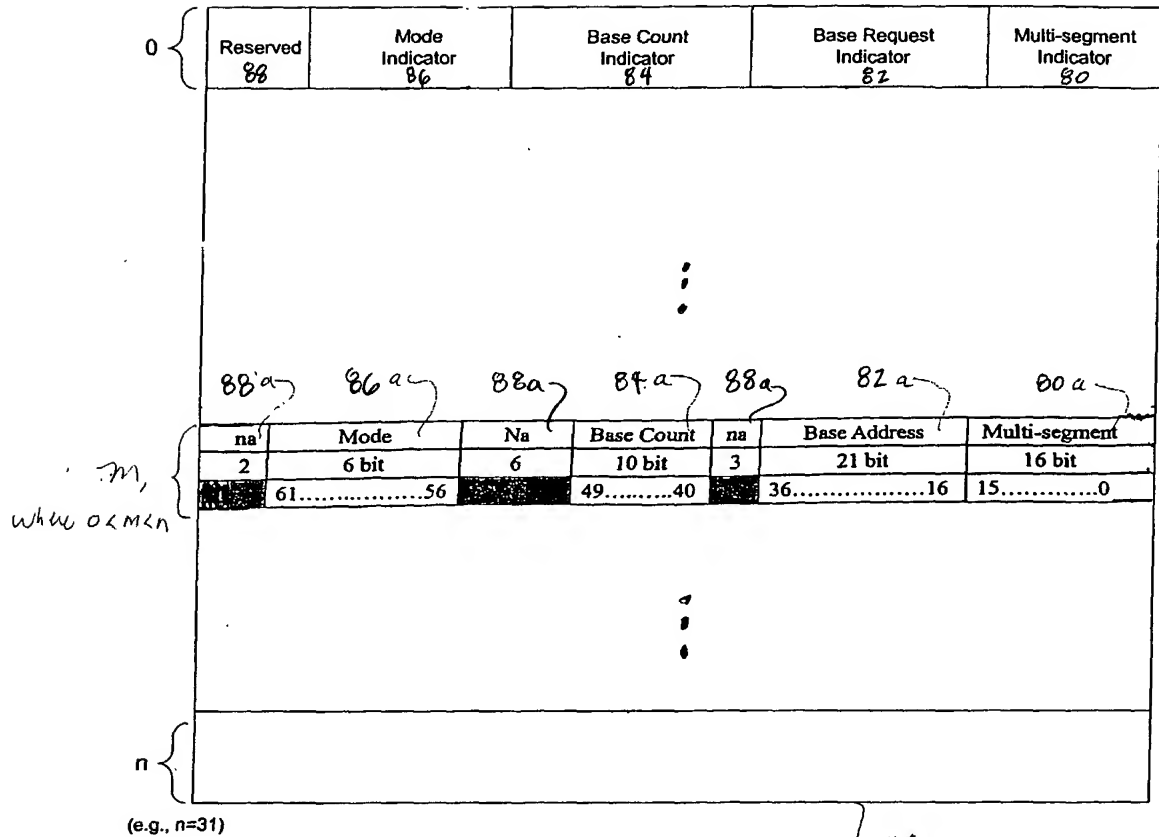 0
Reserved Mode Indicator Base Count Indicator Base Request Indicator Multi-segment Indicator
88 86 84 82 80
88a 86a 88a 84a 88a 82a 80a
na Mode Na Base Count na Base Address Multi-segment
2 6 bit 6 10 bit 3 21 bit 16 bit
61...............56 49.........40 36..................16 15............0
m,
where 0<m<n
n
(e.g., n=31)